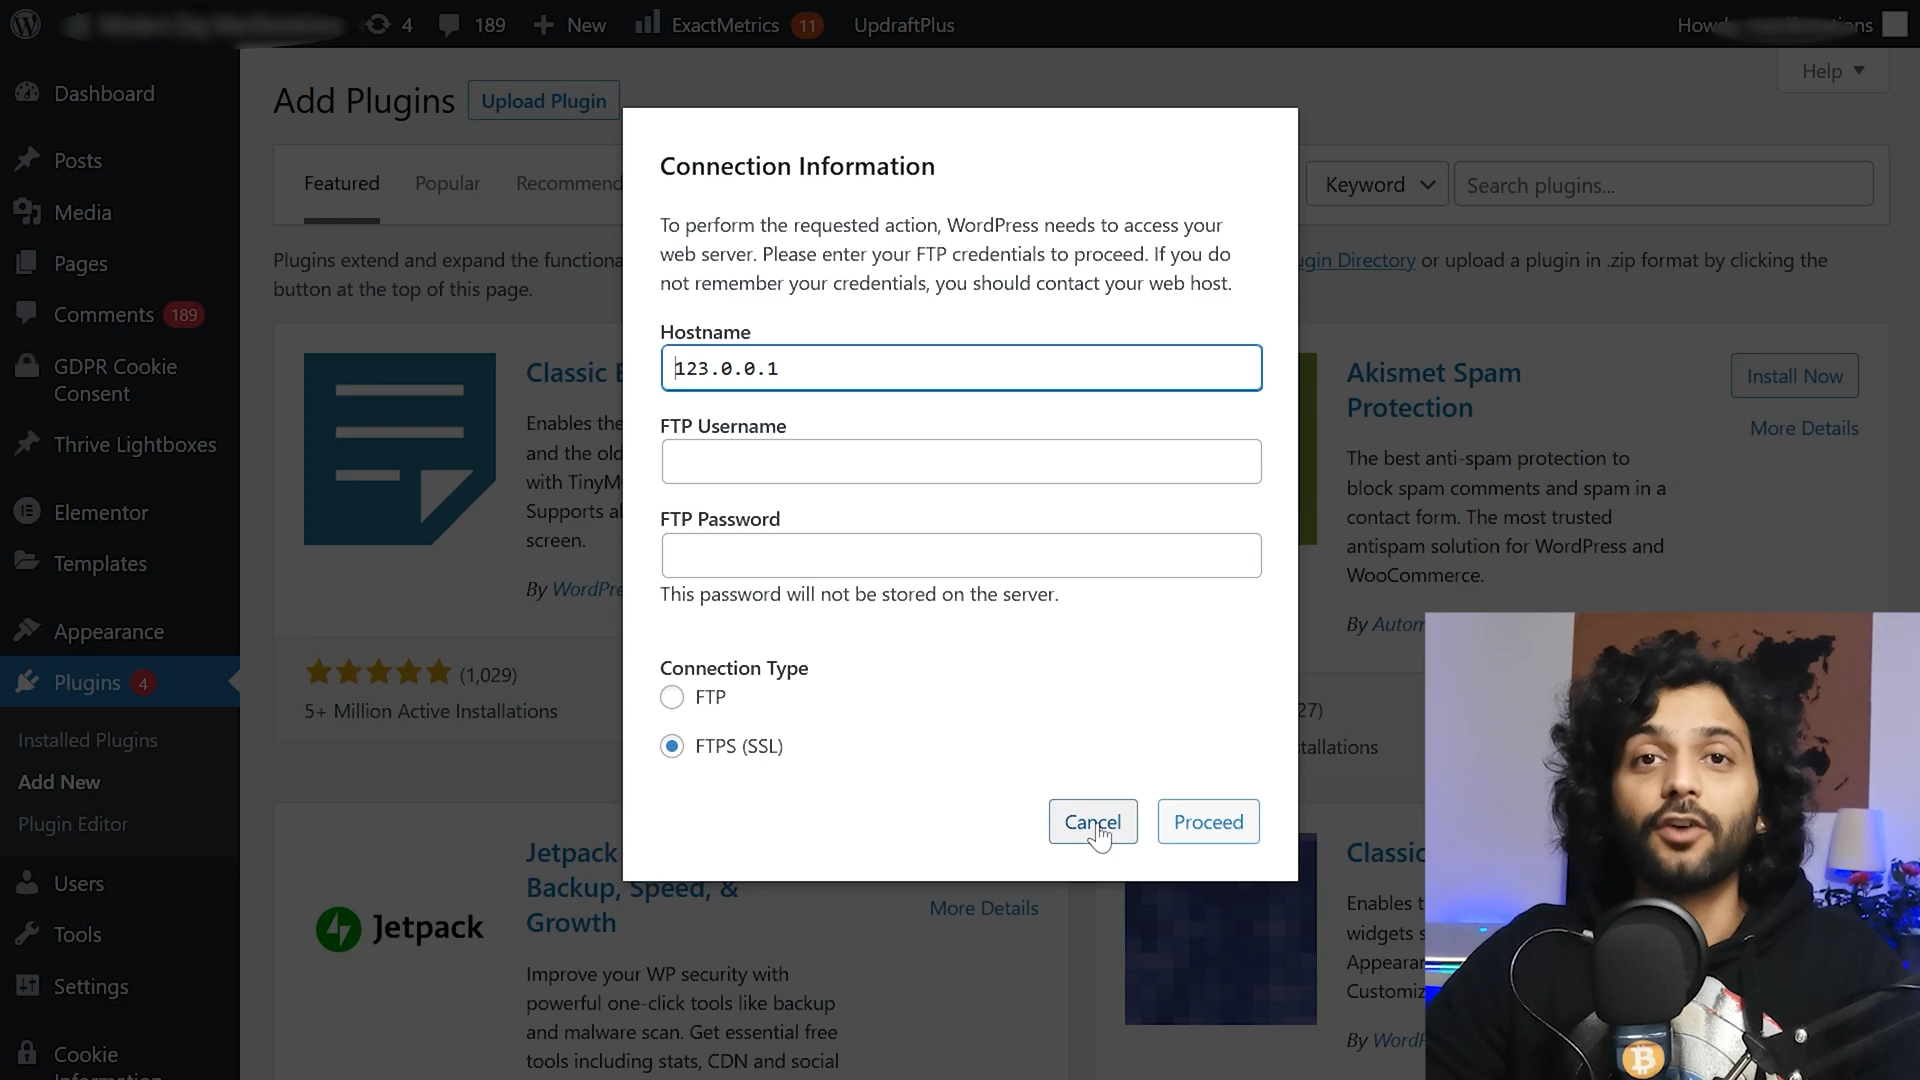 4
189
New
ExactMetrics 11
UpdraftPlus
Howdy
Help
Dashboard
Posts
Media
Pages
Comments 189
GDPR Cookie
Consent
Thrive Lightboxes
Elementor
Templates
Appearance
Plugins 4
Installed Plugins
Add New
Plugin Editor
Users
Tools
Settings
Cookie
Information
Add Plugins
Upload Plugin
Featured
Popular
Recommend
Keyword
Search plugins...
Plugins extend and expand the functiona
ugin Directory or upload a plugin in .zip format by clicking the
button at the top of this page.
Classic E
Enables the
and the old
with TinyM
Supports al
screen.
By WordPre
(1,029)
5+ Million Active Installations
Connection Information
To perform the requested action, WordPress needs to access your
web server. Please enter your FTP credentials to proceed. If you do
not remember your credentials, you should contact your web host.
Hostname
123.0.0.1
FTP Username
FTP Password
This password will not be stored on the server.
Connection Type
FTP
FTPS (SSL)
Cancel
Proceed
Akismet Spam
Protection
Install Now
More Details
The best anti-spam protection to
block spam comments and spam in a
contact form. The most trusted
antispam solution for WordPress and
WooCommerce.
By Autom
27)
stallations
Jetpack
Jetpack
Backup, Speed, &
Growth
More Details
Improve your WP security with
powerful one-click tools like backup
and malware scan. Get essential free
tools including stats, CDN and social
Classic
Enables t
widgets s
Appearan
Customiz
By WordP